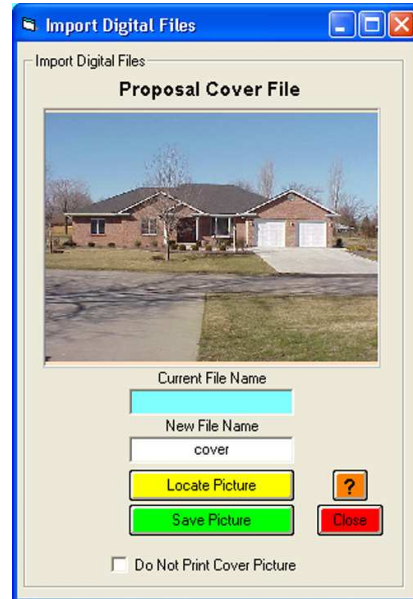 Import Digital Files
Import Digital Files
Proposal Cover File
Current File Name
New File Name
cover
Locate Picture
?
Save Picture
Close
Do Not Print Cover Picture